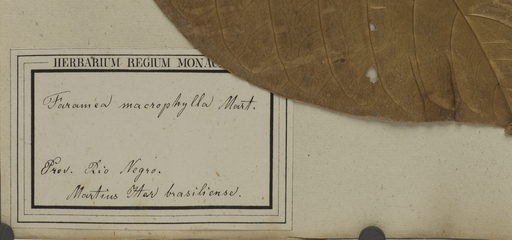 HERBARIUM REGIUM MONAC
Faramea macrophylla Mart.
Prov. Rio Negro.
Martius Iter brasiliense.